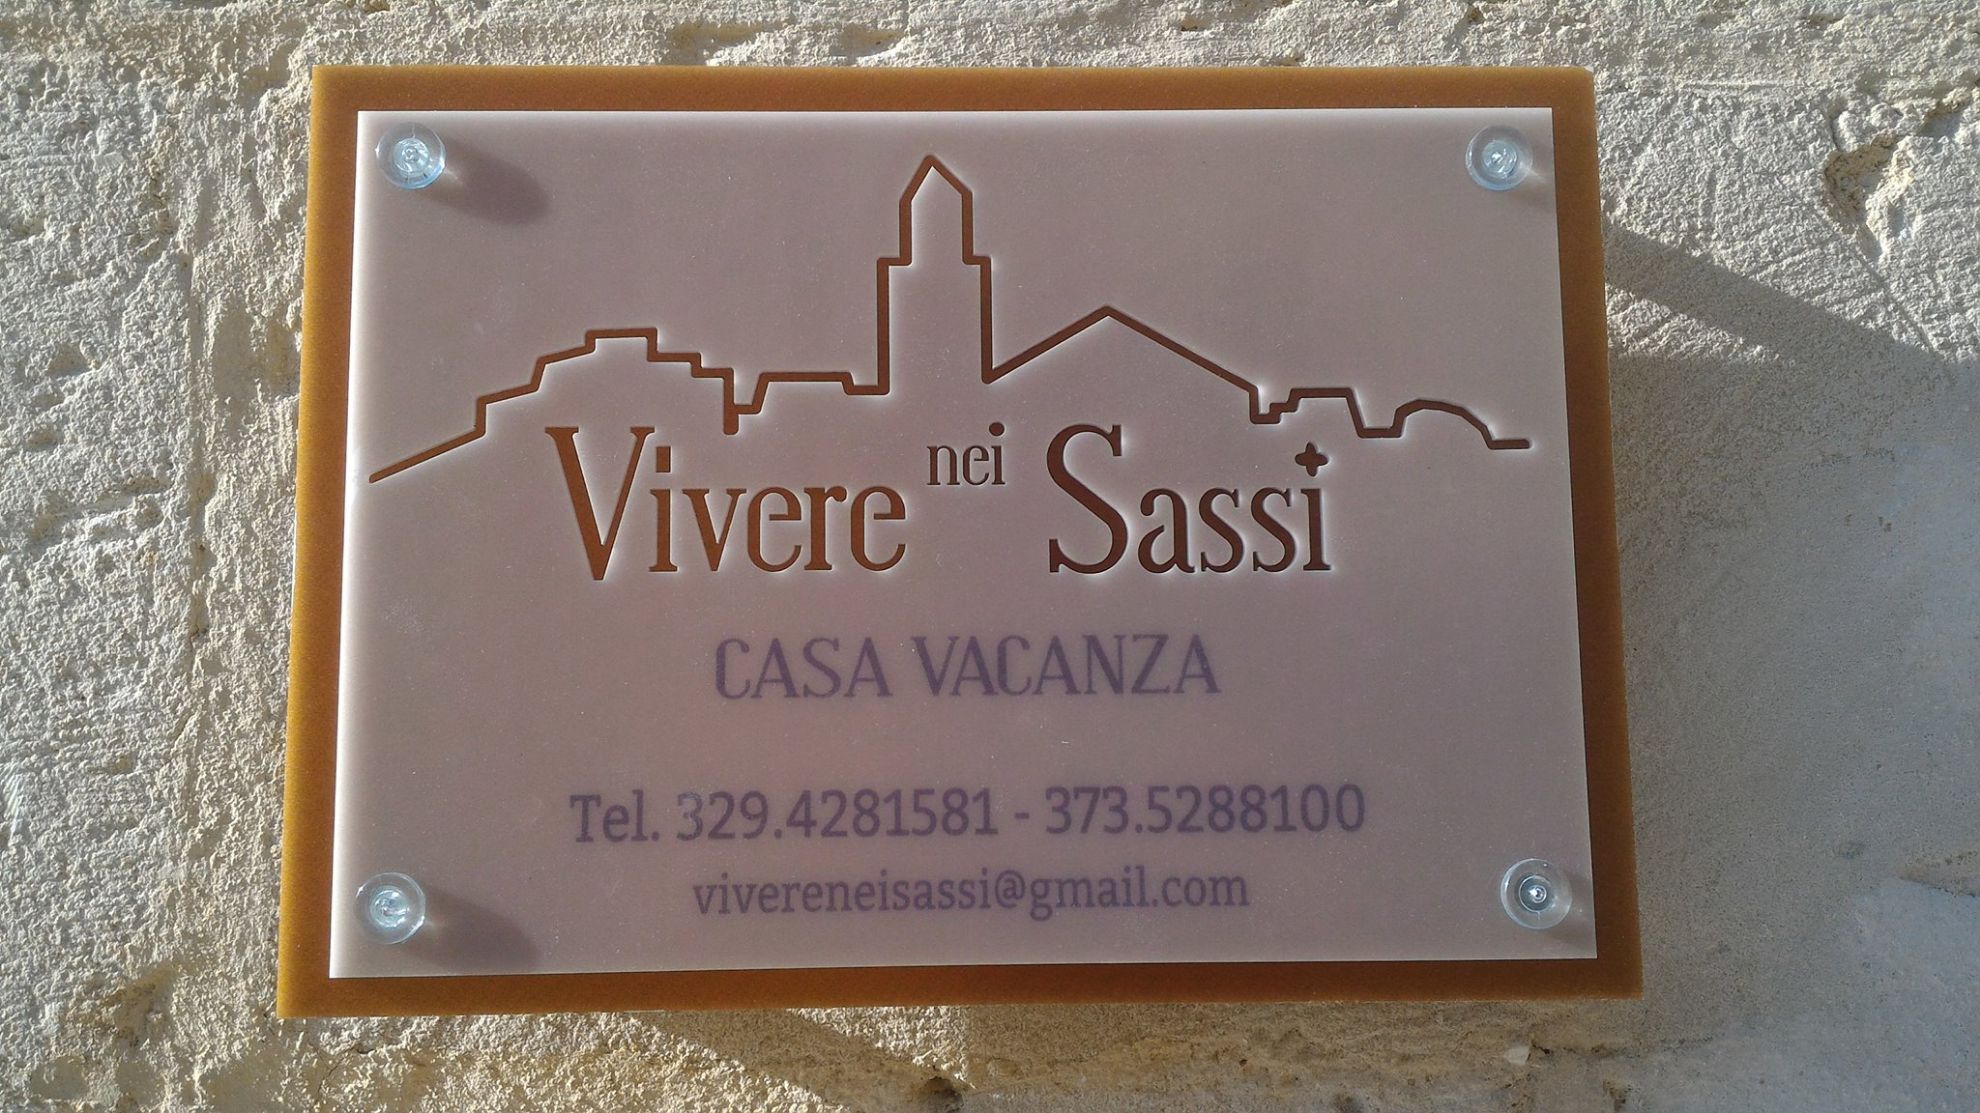 Vivere nei Sassi
CASA VACANZA
Tel. 329.4281581 - 373.5288100
vivereneisassi@gmail.com